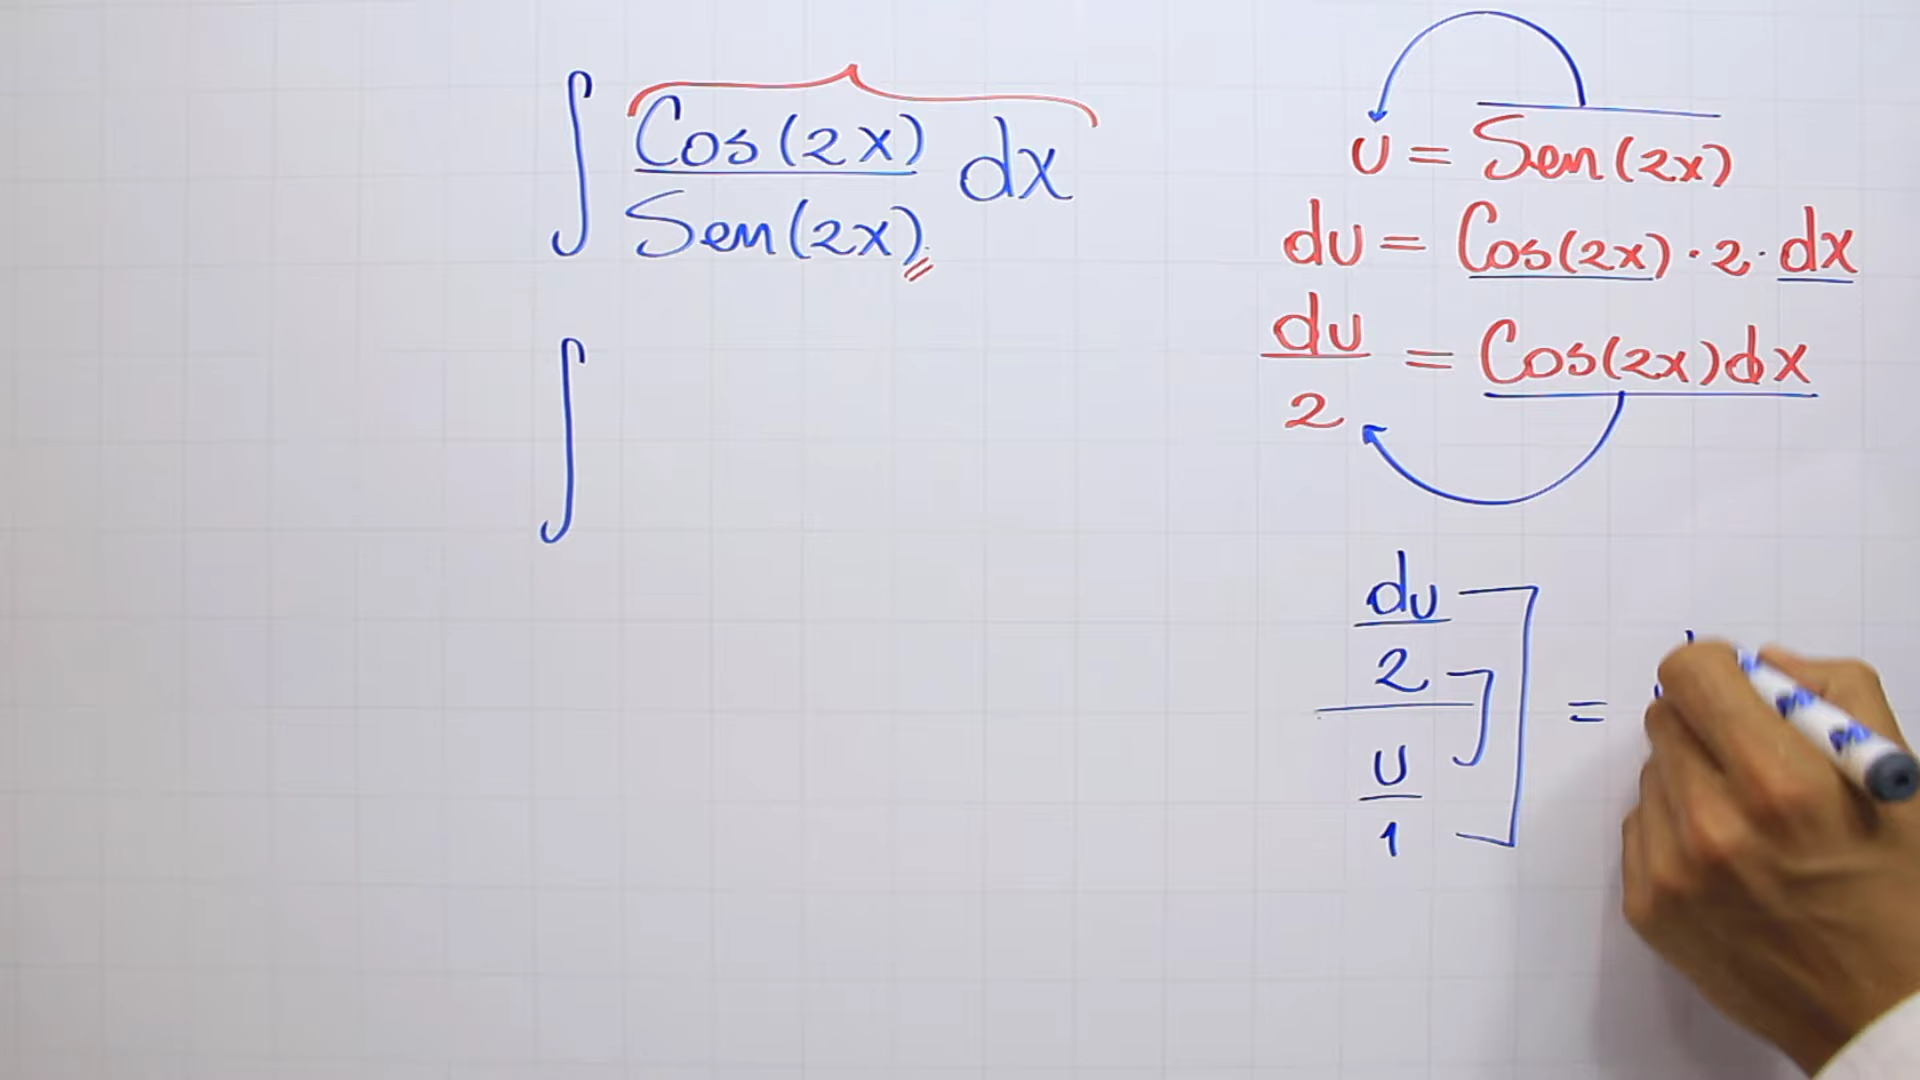 ∫ Cos(2x)/Sen(2x) dx
∫
u = Sen(2x)
du = Cos(2x) · 2 · dx
du/2 = Cos(2x)dx
du/2 / u/1 =